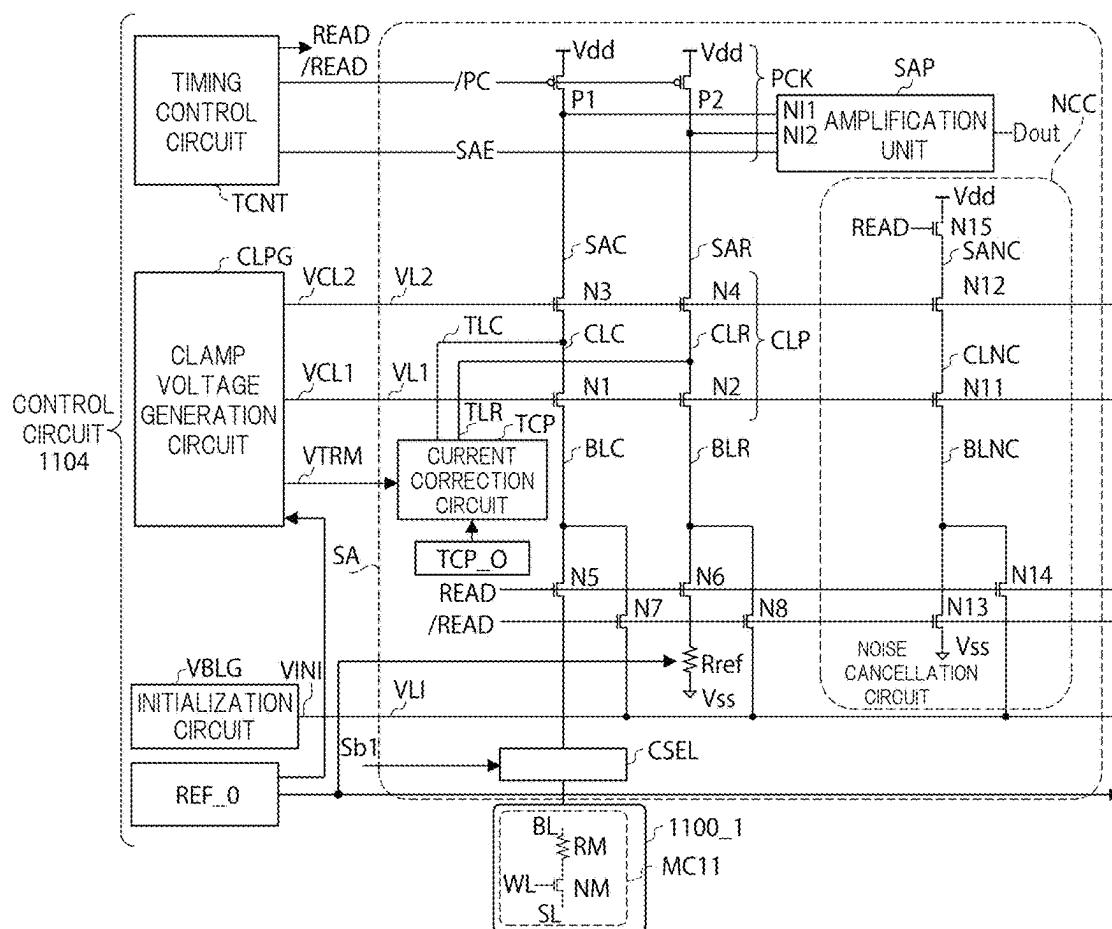 CONTROL
CIRCUIT
1104
TIMING
CONTROL
CIRCUIT
TCNT
READ
/READ
/PC
SAE
Vdd
Vdd
P1
P2
PCK
SAP
NI1
NI2
AMPLIFICATION
UNIT
Dout
NCC
CLPG
CLAMP
VOLTAGE
GENERATION
CIRCUIT
VCL2
VL2
VCL1
VL1
VTRM
SAC
SAR
N3
N4
TLC
CLC
CLR
CLP
N1
N2
TLR
TCP
CURRENT
CORRECTION
CIRCUIT
TCP_O
BLC
BLR
Vdd
READ
N15
SANC
N12
CLNC
N11
BLNC
SA
READ
/READ
N5
N6
N7
N8
N14
N13
Vss
NOISE
CANCELLATION
CIRCUIT
Rref
Vss
VBLG
INITIALIZATION
CIRCUIT
VINI
VLI
Sb1
CSEL
REF_0
BL
RM
WL
NM
SL
1100_1
MC11